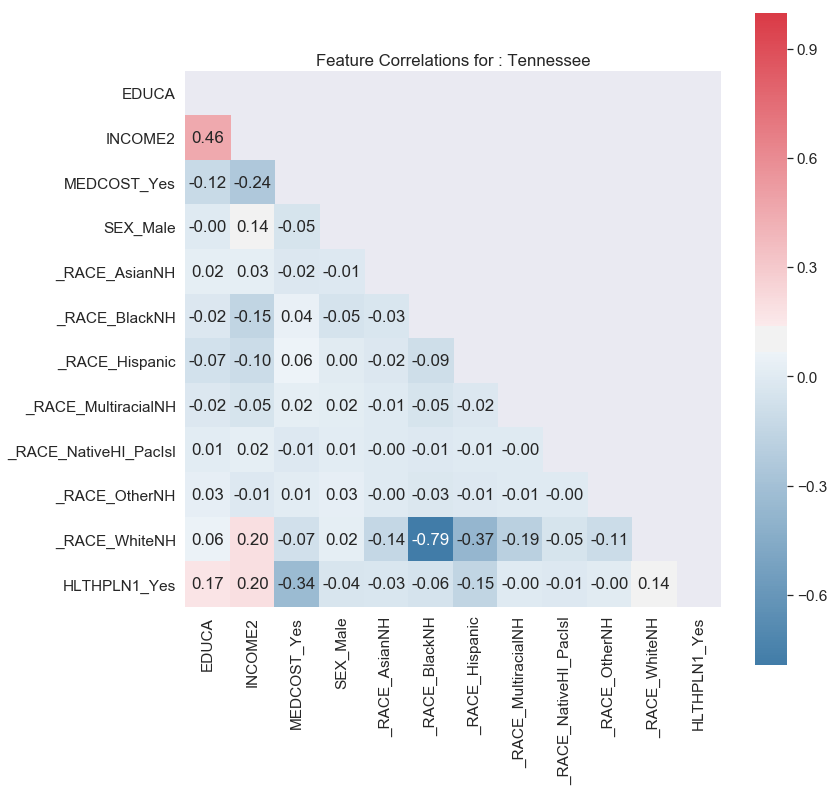 Feature Correlations for : Tennessee
EDUCA
INCOME2 0.46
MEDCOST_Yes -0.12 -0.24
SEX_Male -0.00 0.14 -0.05
_RACE_AsianNH 0.02 0.03 -0.02 -0.01
_RACE_BlackNH -0.02 -0.15 0.04 -0.05 -0.03
_RACE_Hispanic -0.07 -0.10 0.06 0.00 -0.02 -0.09
_RACE_MultiracialNH -0.02 -0.05 0.02 0.02 -0.01 -0.05 -0.02
_RACE_NativeHI_PacIsl 0.01 0.02 -0.01 0.01 -0.00 -0.01 -0.01 -0.00
_RACE_OtherNH 0.03 -0.01 0.01 0.03 -0.00 -0.03 -0.01 -0.01 -0.00
_RACE_WhiteNH 0.06 0.20 -0.07 0.02 -0.14 -0.79 -0.37 -0.19 -0.05 -0.11
HLTHPLN1_Yes 0.17 0.20 -0.34 -0.04 -0.03 -0.06 -0.15 -0.00 -0.01 -0.00 0.14
EDUCA
INCOME2
MEDCOST_Yes
SEX_Male
_RACE_AsianNH
_RACE_BlackNH
_RACE_Hispanic
_RACE_MultiracialNH
_RACE_NativeHI_PacIsl
_RACE_OtherNH
_RACE_WhiteNH
HLTHPLN1_Yes
0.9
0.6
0.3
0.0
−0.3
−0.6